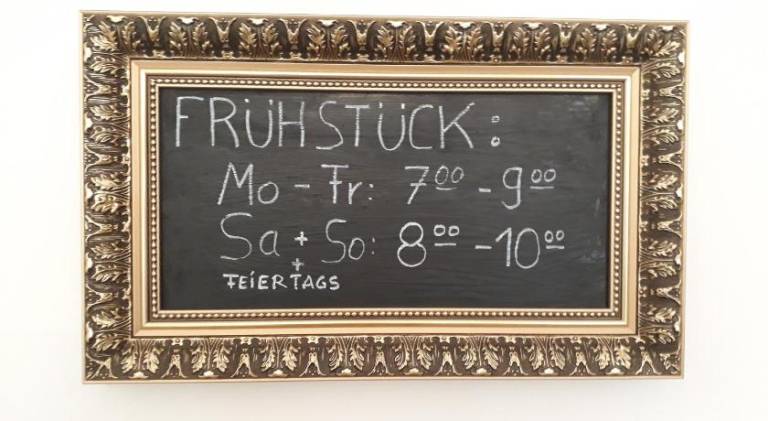 FRÜHSTÜCK:
Mo - Fr: 7⁰⁰ - 9⁰⁰
Sa + So: 8⁰⁰ - 10⁰⁰
+
FEIERTAGS